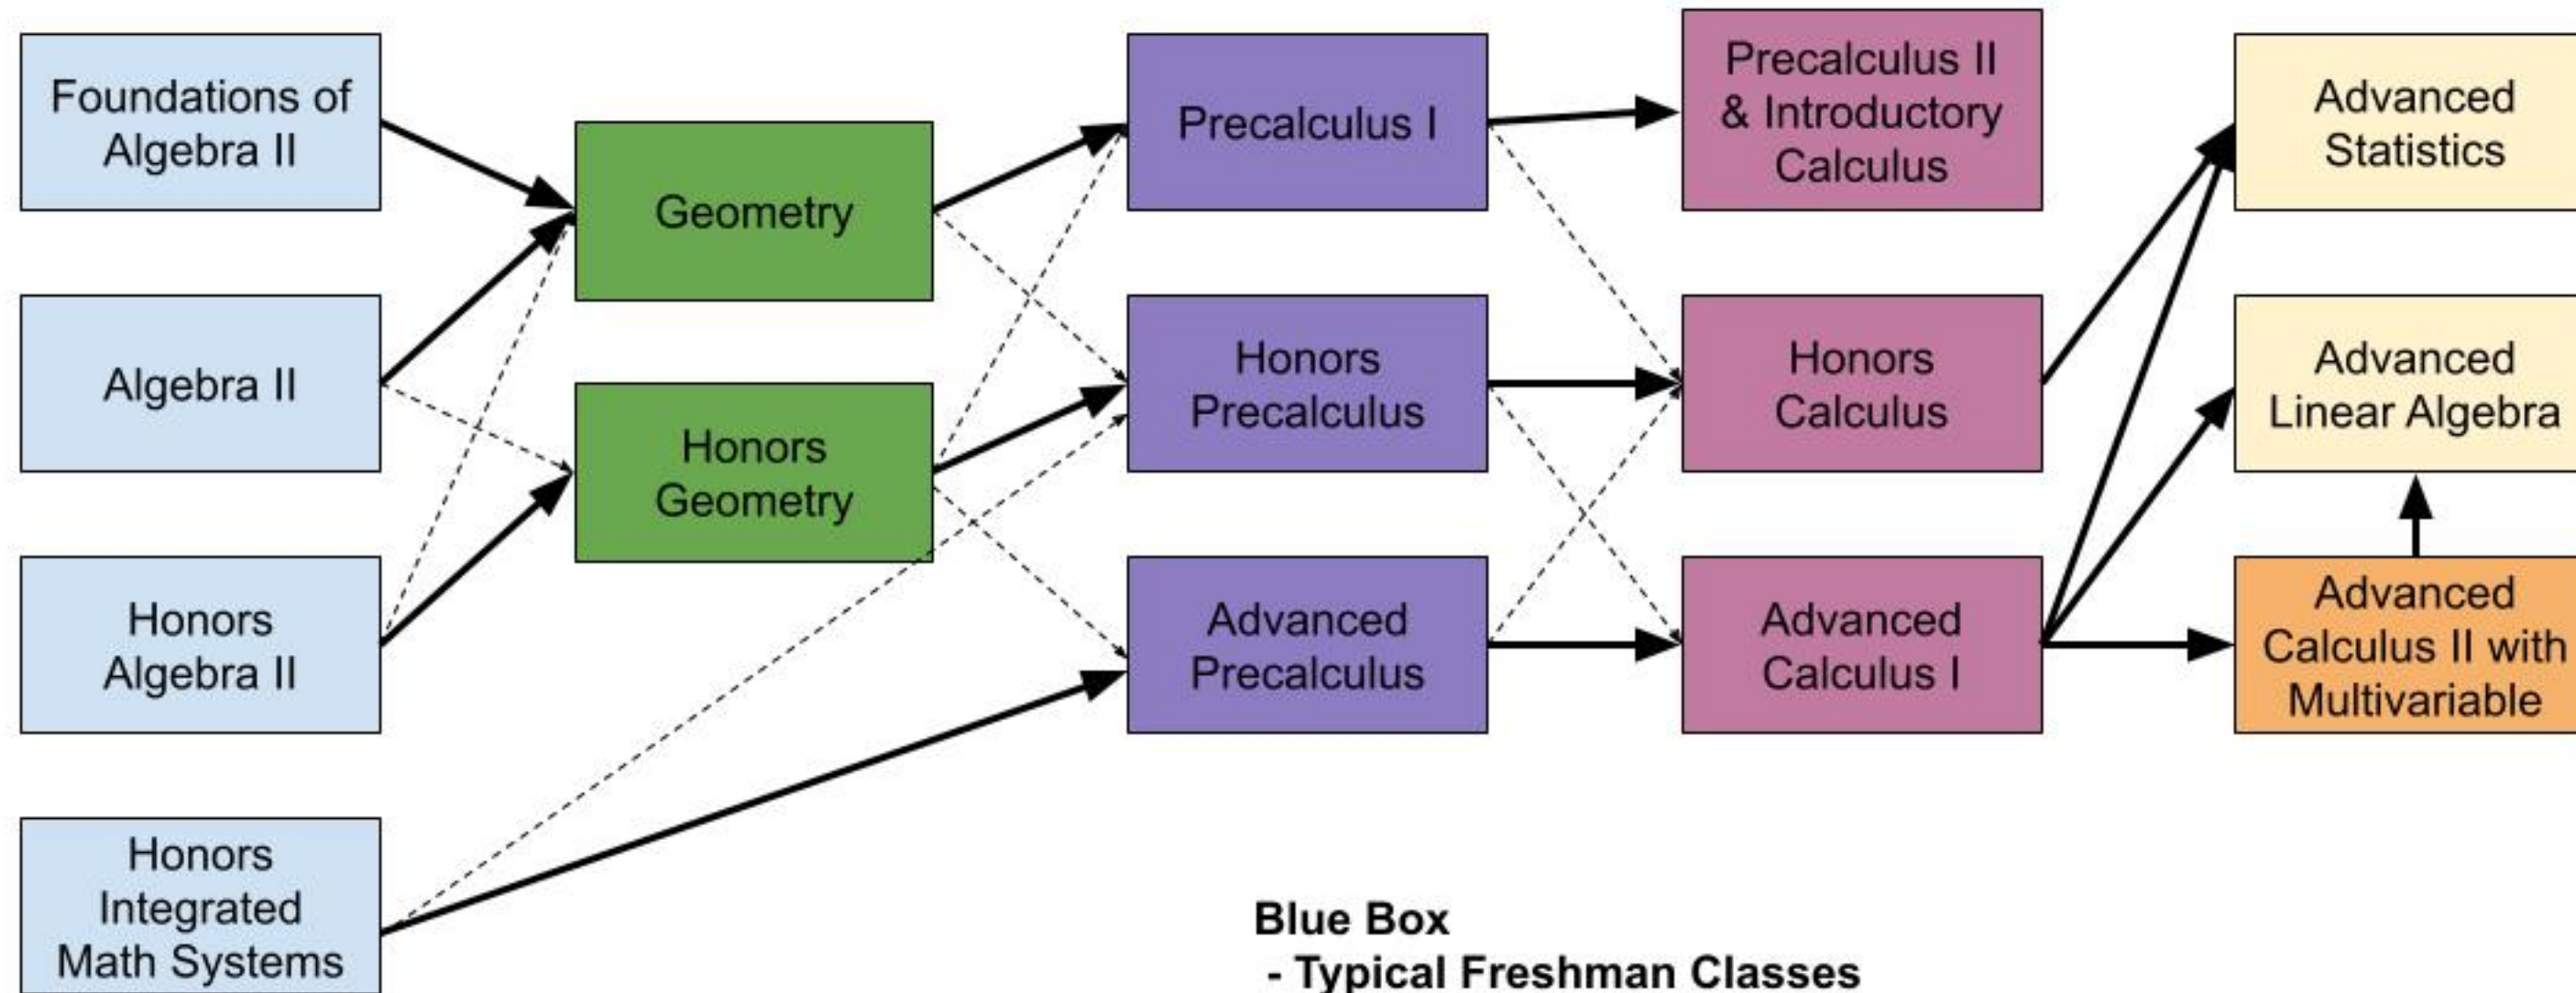 Foundations of
Algebra II
Algebra II
Honors
Algebra II
Honors
Integrated
Math Systems
Geometry
Honors
Geometry
Precalculus I
Honors
Precalculus
Advanced
Precalculus
Precalculus II
& Introductory
Calculus
Honors
Calculus
Advanced
Calculus I
Advanced
Statistics
Advanced
Linear Algebra
Advanced
Calculus II with
Multivariable
Blue Box
- Typical Freshman Classes